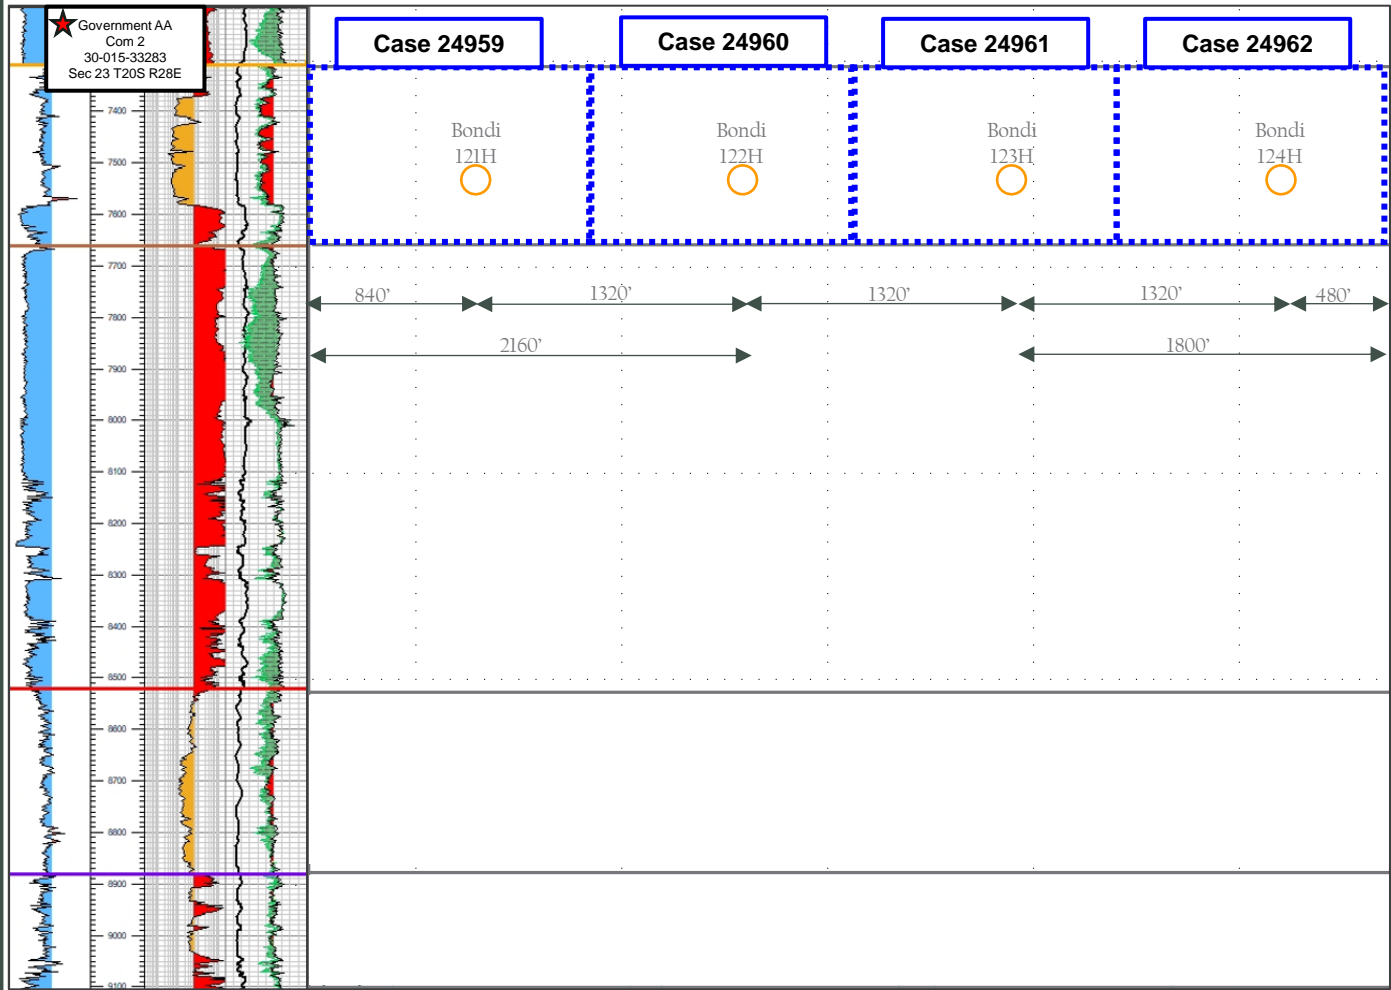 Government AA
Com 2
30-015-33283
Sec 23 T20S R28E
Case 24959
Case 24960
Case 24961
Case 24962
Bondi
121H
Bondi
122H
Bondi
123H
Bondi
124H
840’
1320’
1320’
1320’
480’
2160’
1800’
7400
7500
7600
7700
7800
7900
8000
8100
8200
8300
8400
8500
8600
8700
8800
8900
9000
9100